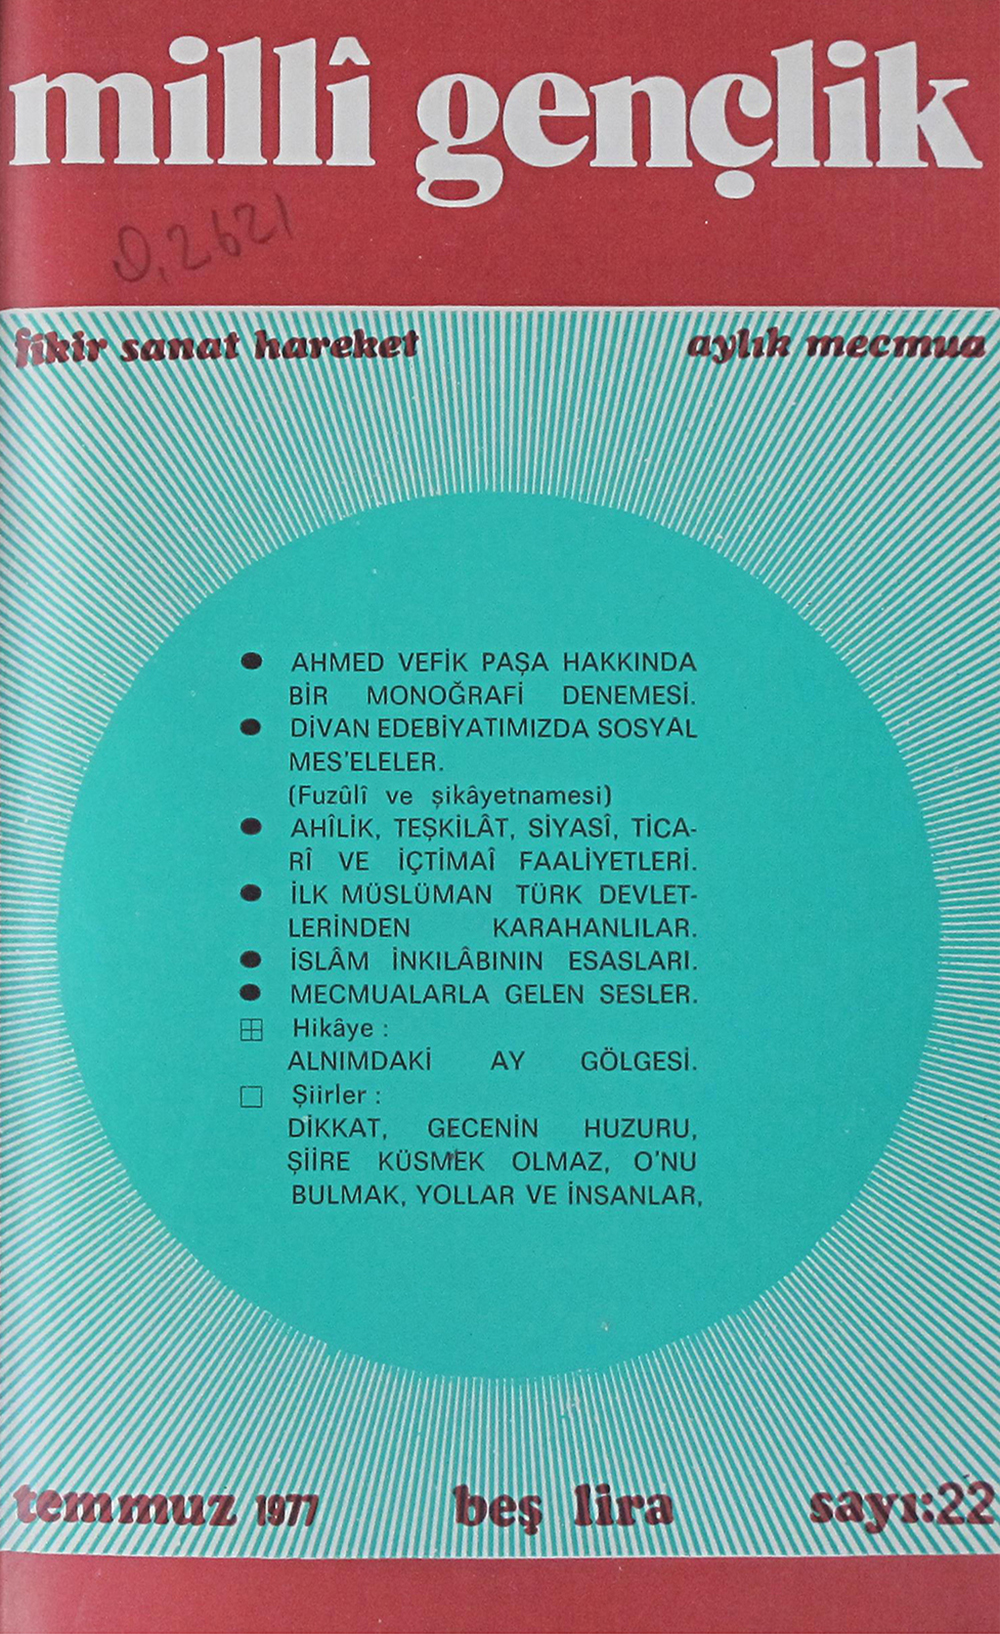 millî gençlik
D.2621
fikir sanat hareket aylık mecmua
● AHMED VEFİK PAŞA HAKKINDA
BİR MONOĞRAFİ DENEMESİ.
● DİVAN EDEBİYATIMIZDA SOSYAL
MES'ELELER.
(Fuzûlî ve şikâyetnamesi)
● AHÎLİK, TEŞKİLÂT, SİYASÎ, TİCA-
RÎ VE İÇTİMAÎ FAALİYETLERİ.
● İLK MÜSLÜMAN TÜRK DEVLET-
LERİNDEN KARAHANLILAR.
● İSLÂM İNKILÂBININ ESASLARI.
● MECMUALARLA GELEN SESLER.
⊞ Hikâye :
ALNIMDAKİ AY GÖLGESİ.
□ Şiirler :
DİKKAT, GECENİN HUZURU,
ŞİİRE KÜSMEK OLMAZ, O'NU
BULMAK, YOLLAR VE İNSANLAR,
temmuz 1977 beş lira sayı:22